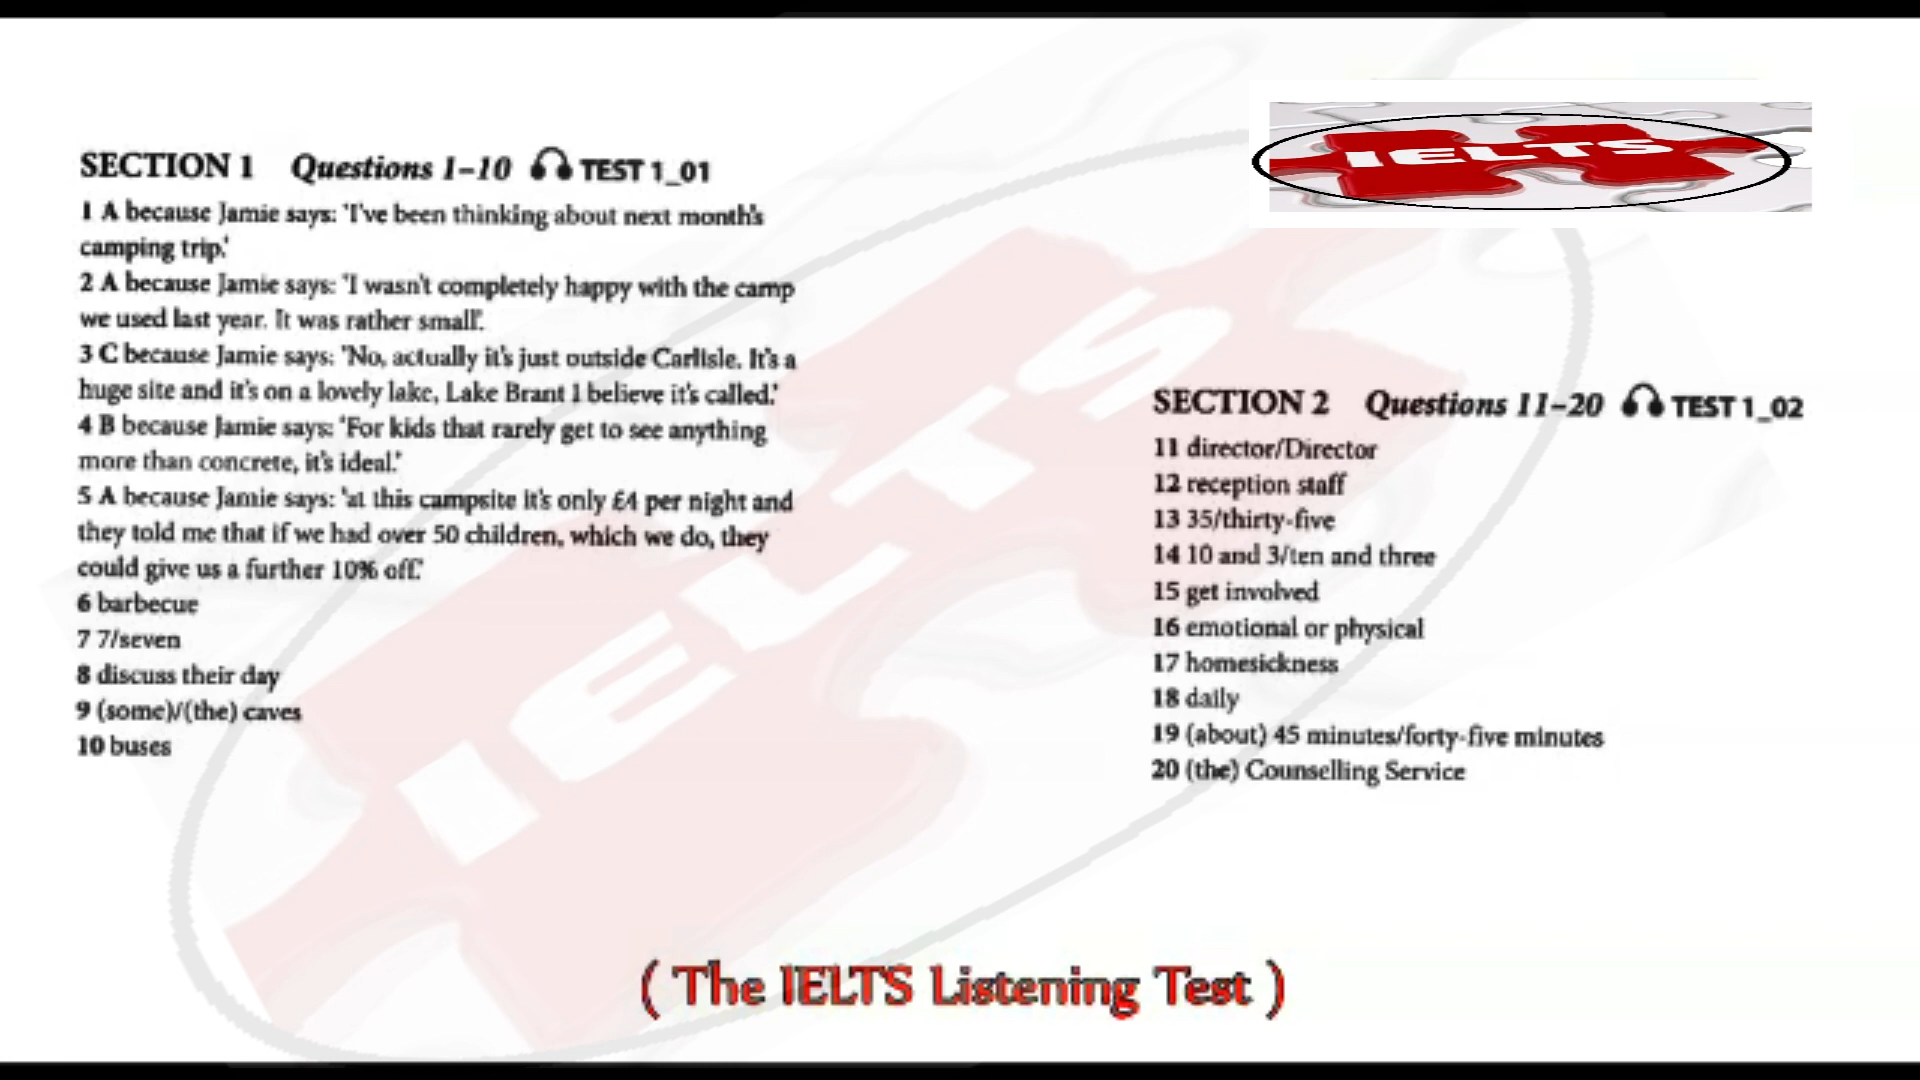 IELTS
SECTION 1 Questions 1–10 TEST 1_01
1 A because Jamie says: 'I've been thinking about next month's
camping trip.'
2 A because Jamie says: 'I wasn't completely happy with the camp
we used last year. It was rather small'.
3 C because Jamie says: 'No, actually it's just outside Carlisle. It's a
huge site and it's on a lovely lake, Lake Brant I believe it's called.'
4 B because Jamie says: 'For kids that rarely get to see anything
more than concrete, it's ideal.'
5 A because Jamie says: 'at this campsite it's only £4 per night and
they told me that if we had over 50 children, which we do, they
could give us a further 10% off.'
6 barbecue
7 7/seven
8 discuss their day
9 (some)/(the) caves
10 buses
SECTION 2 Questions 11–20 TEST 1_02
11 director/Director
12 reception staff
13 35/thirty-five
14 10 and 3/ten and three
15 get involved
16 emotional or physical
17 homesickness
18 daily
19 (about) 45 minutes/forty-five minutes
20 (the) Counselling Service
IELTS
( The IELTS Listening Test )